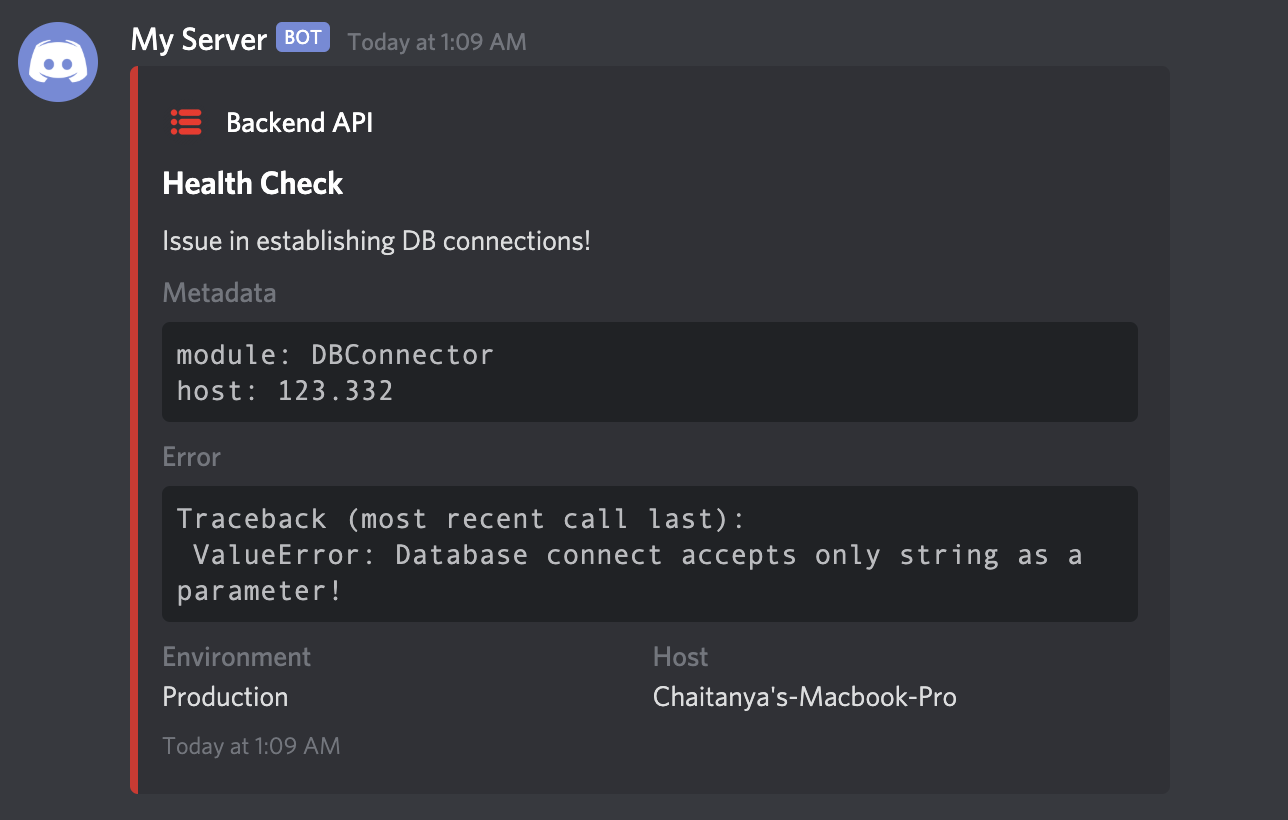 My Server BOT Today at 1:09 AM
Backend API
Health Check
Issue in establishing DB connections!
Metadata
module: DBConnector
host: 123.332
Error
Traceback (most recent call last):
 ValueError: Database connect accepts only string as a
parameter!
Environment Host
Production Chaitanya's-Macbook-Pro
Today at 1:09 AM